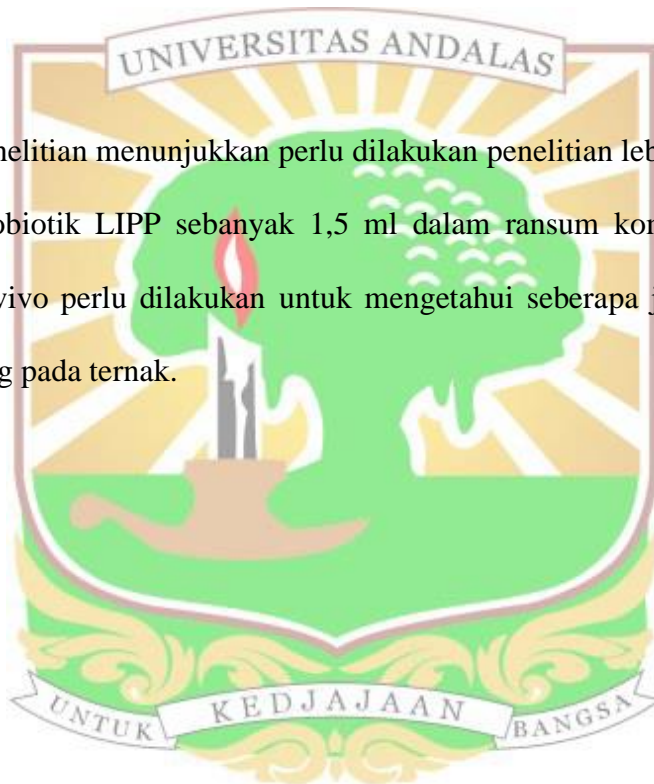 UNIVERSITAS ANDALAS
nelitian menunjukkan perlu dilakukan penelitian leb
obiotik LIPP sebanyak 1,5 ml dalam ransum kor
vivo perlu dilakukan untuk mengetahui seberapa j
g pada ternak.
UNTUK KEDJAJAAN BANGSA